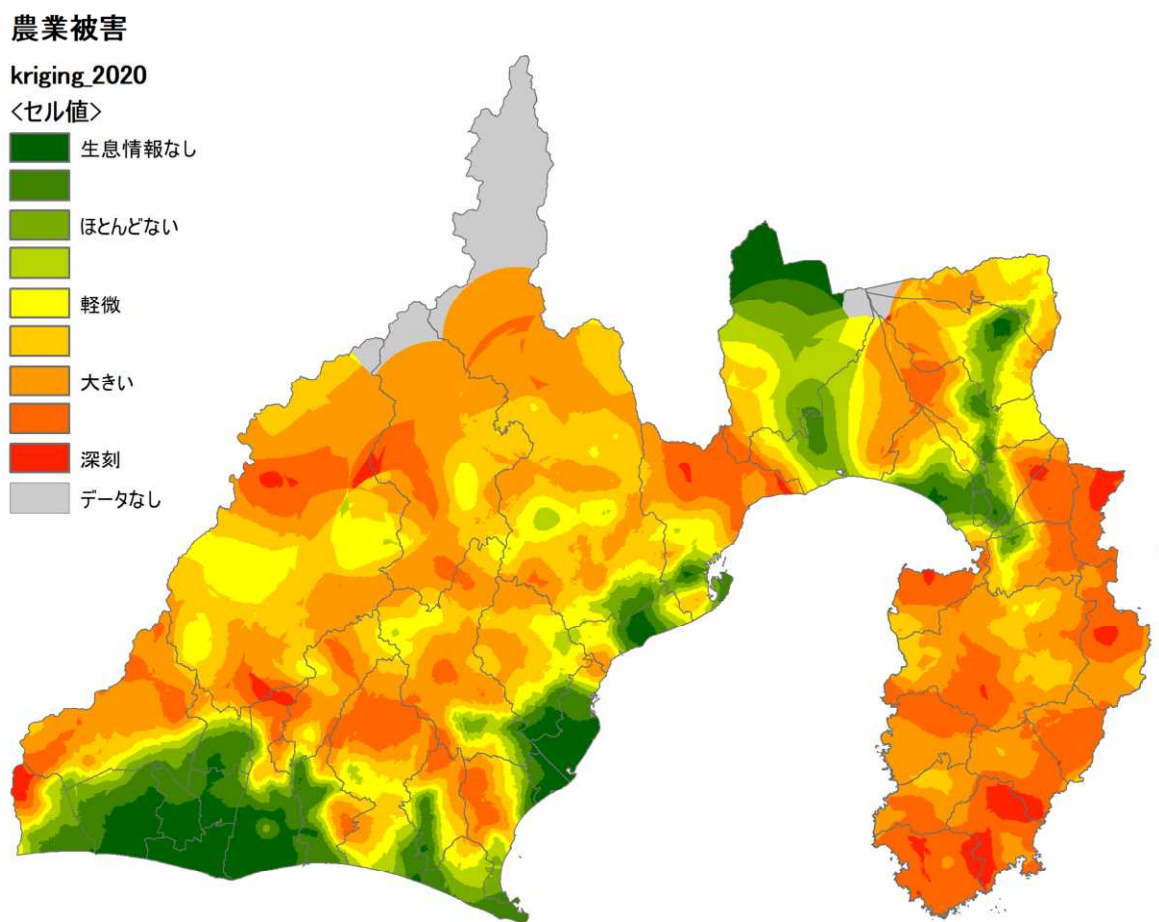 農業被害
kriging_2020
<セル値>
生息情報なし
ほとんどない
軽微
大きい
深刻
データなし